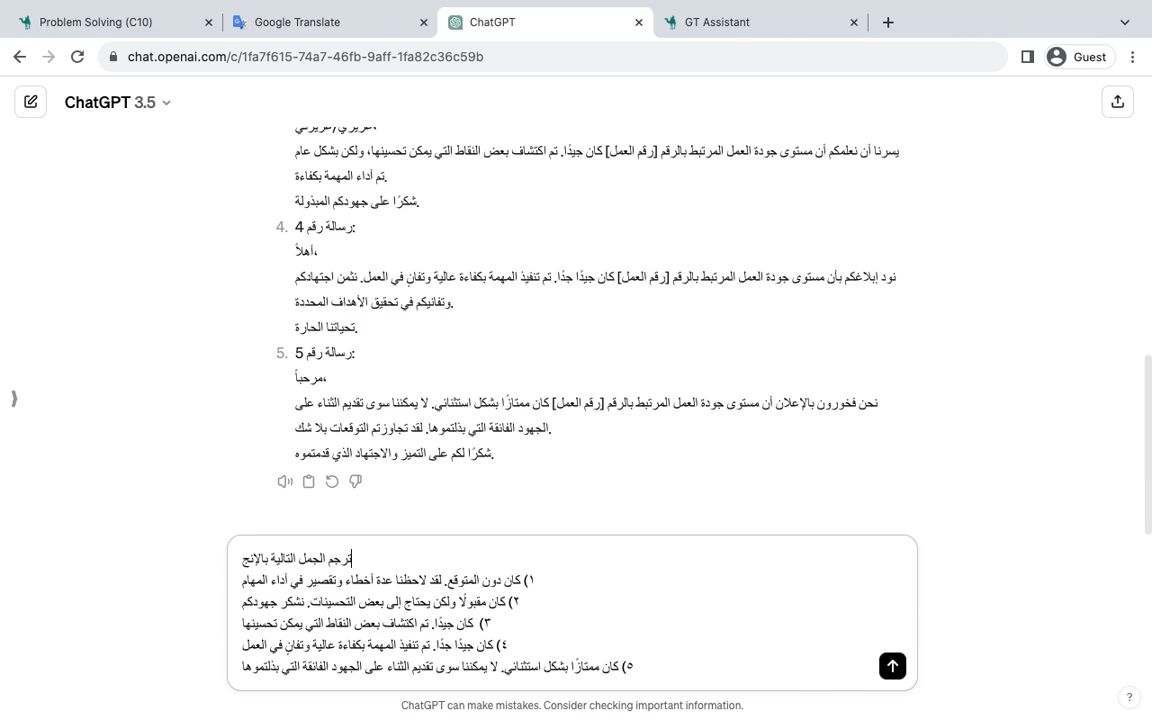 Problem Solving (C10)
Google Translate
ChatGPT
GT Assistant
chat.openai.com/c/1fa7f615-74a7-46fb-9aff-1fa82c36c59b
Guest
ChatGPT 3.5
يسرنا أن نعلمكم أن مستوى جودة العمل المرتبط بالرقم [رقم العمل] كان جيدًا. تم اكتشاف بعض النقاط التي يمكن تحسينها، ولكن بشكل عام
تم أداء المهمة بكفاءة.
شكرًا على جهودكم المبذولة.
4. رسالة رقم 4:
أهلاً،
نود إبلاغكم بأن مستوى جودة العمل المرتبط بالرقم [رقم العمل] كان جيدًا جدًا. تم تنفيذ المهمة بكفاءة عالية وتفانٍ في العمل. نثمن اجتهادكم
وتفانيكم في تحقيق الأهداف المحددة.
تحياتنا الحارة.
5. رسالة رقم 5:
مرحباً،
نحن فخورون بالإعلان أن مستوى جودة العمل المرتبط بالرقم [رقم العمل] كان ممتازًا بشكل استثنائي. لا يمكننا سوى تقديم الثناء على
الجهود الفائقة التي بذلتموها. لقد تجاوزتم التوقعات بلا شك.
شكرًا لكم على التميز والاجتهاد الذي قدمتموه.
ترجم الجمل التالية بالإنج
١) كان دون المتوقع. لقد لاحظنا عدة أخطاء وتقصير في أداء المهام
٢) كان مقبولًا ولكن يحتاج إلى بعض التحسينات. نشكر جهودكم
٣) كان جيدًا. تم اكتشاف بعض النقاط التي يمكن تحسينها
٤) كان جيدًا جدًا. تم تنفيذ المهمة بكفاءة عالية وتفانٍ في العمل
٥) كان ممتازًا بشكل استثنائي. لا يمكننا سوى تقديم الثناء على الجهود الفائقة التي بذلتموها
ChatGPT can make mistakes. Consider checking important information.
?